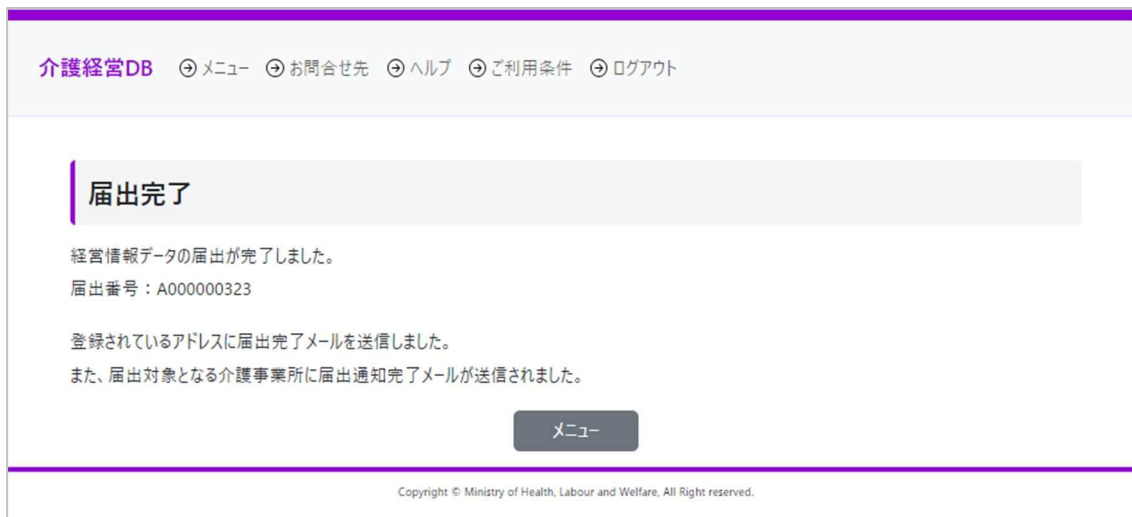 介護経営DB メニュー お問合せ先 ヘルプ ご利用条件 ログアウト
届出完了
経営情報データの届出が完了しました。
届出番号：A000000323
登録されているアドレスに届出完了メールを送信しました。
また、届出対象となる介護事業所に届出通知完了メールが送信されました。
メニュー
Copyright © Ministry of Health, Labour and Welfare, All Right reserved.